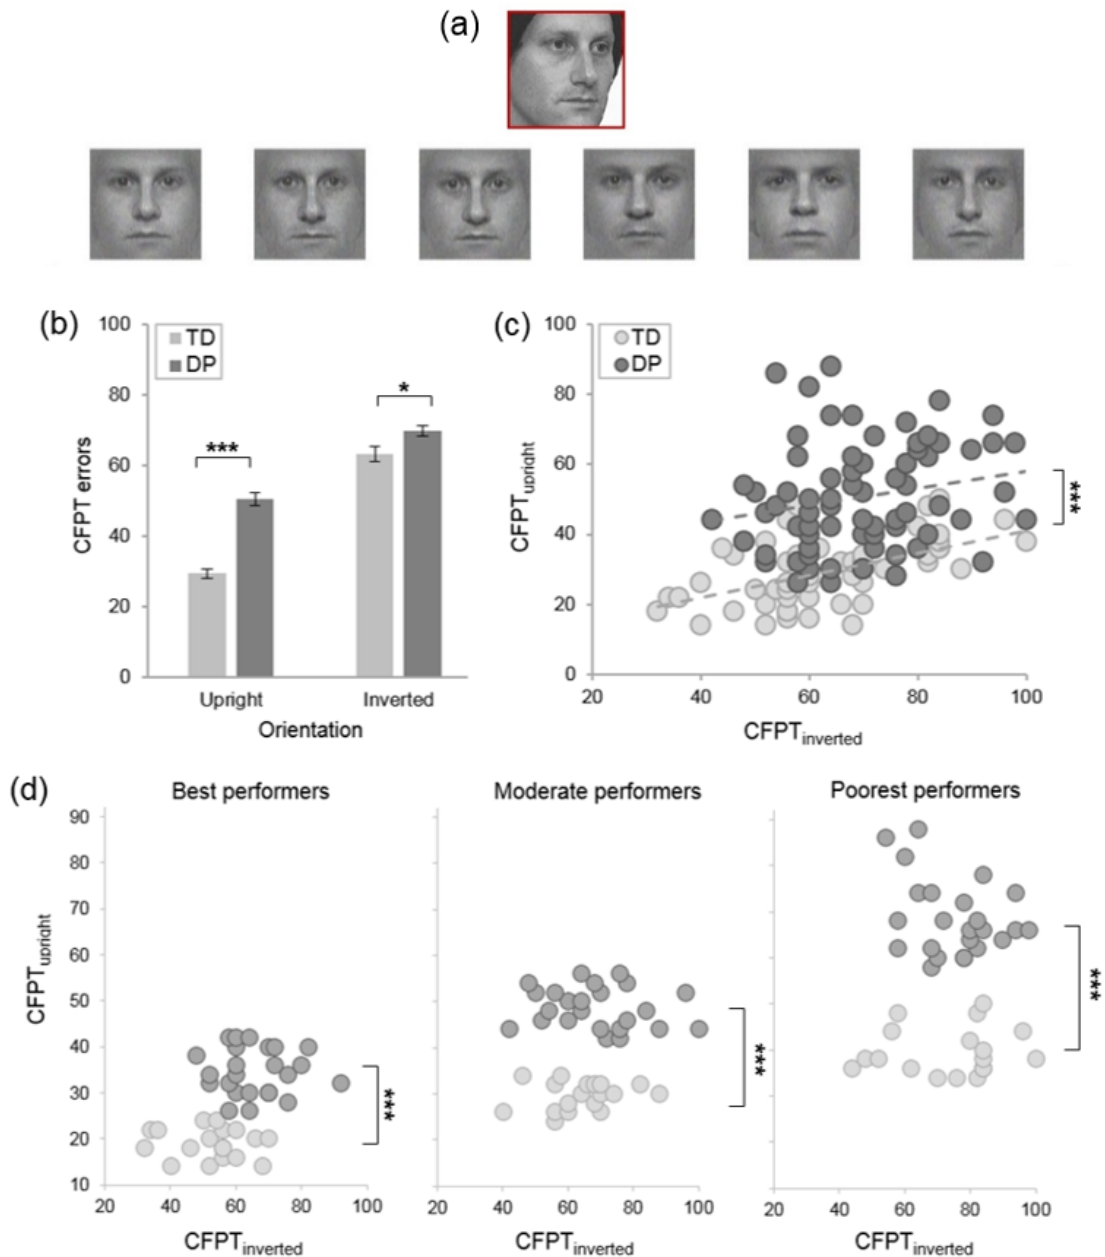 (a)
(b)
100
80
60
40
20
0
TD
DP
***
*
CFPT errors
Upright
Inverted
Orientation
(c)
100
80
60
40
20
0
TD
DP
***
CFPTupright
20
40
60
80
100
CFPTinverted
(d)
Best performers
Moderate performers
Poorest performers
90
80
70
60
50
40
30
20
10
CFPTupright
***
***
***
20
40
60
80
100
20
40
60
80
100
20
40
60
80
100
CFPTinverted
CFPTinverted
CFPTinverted